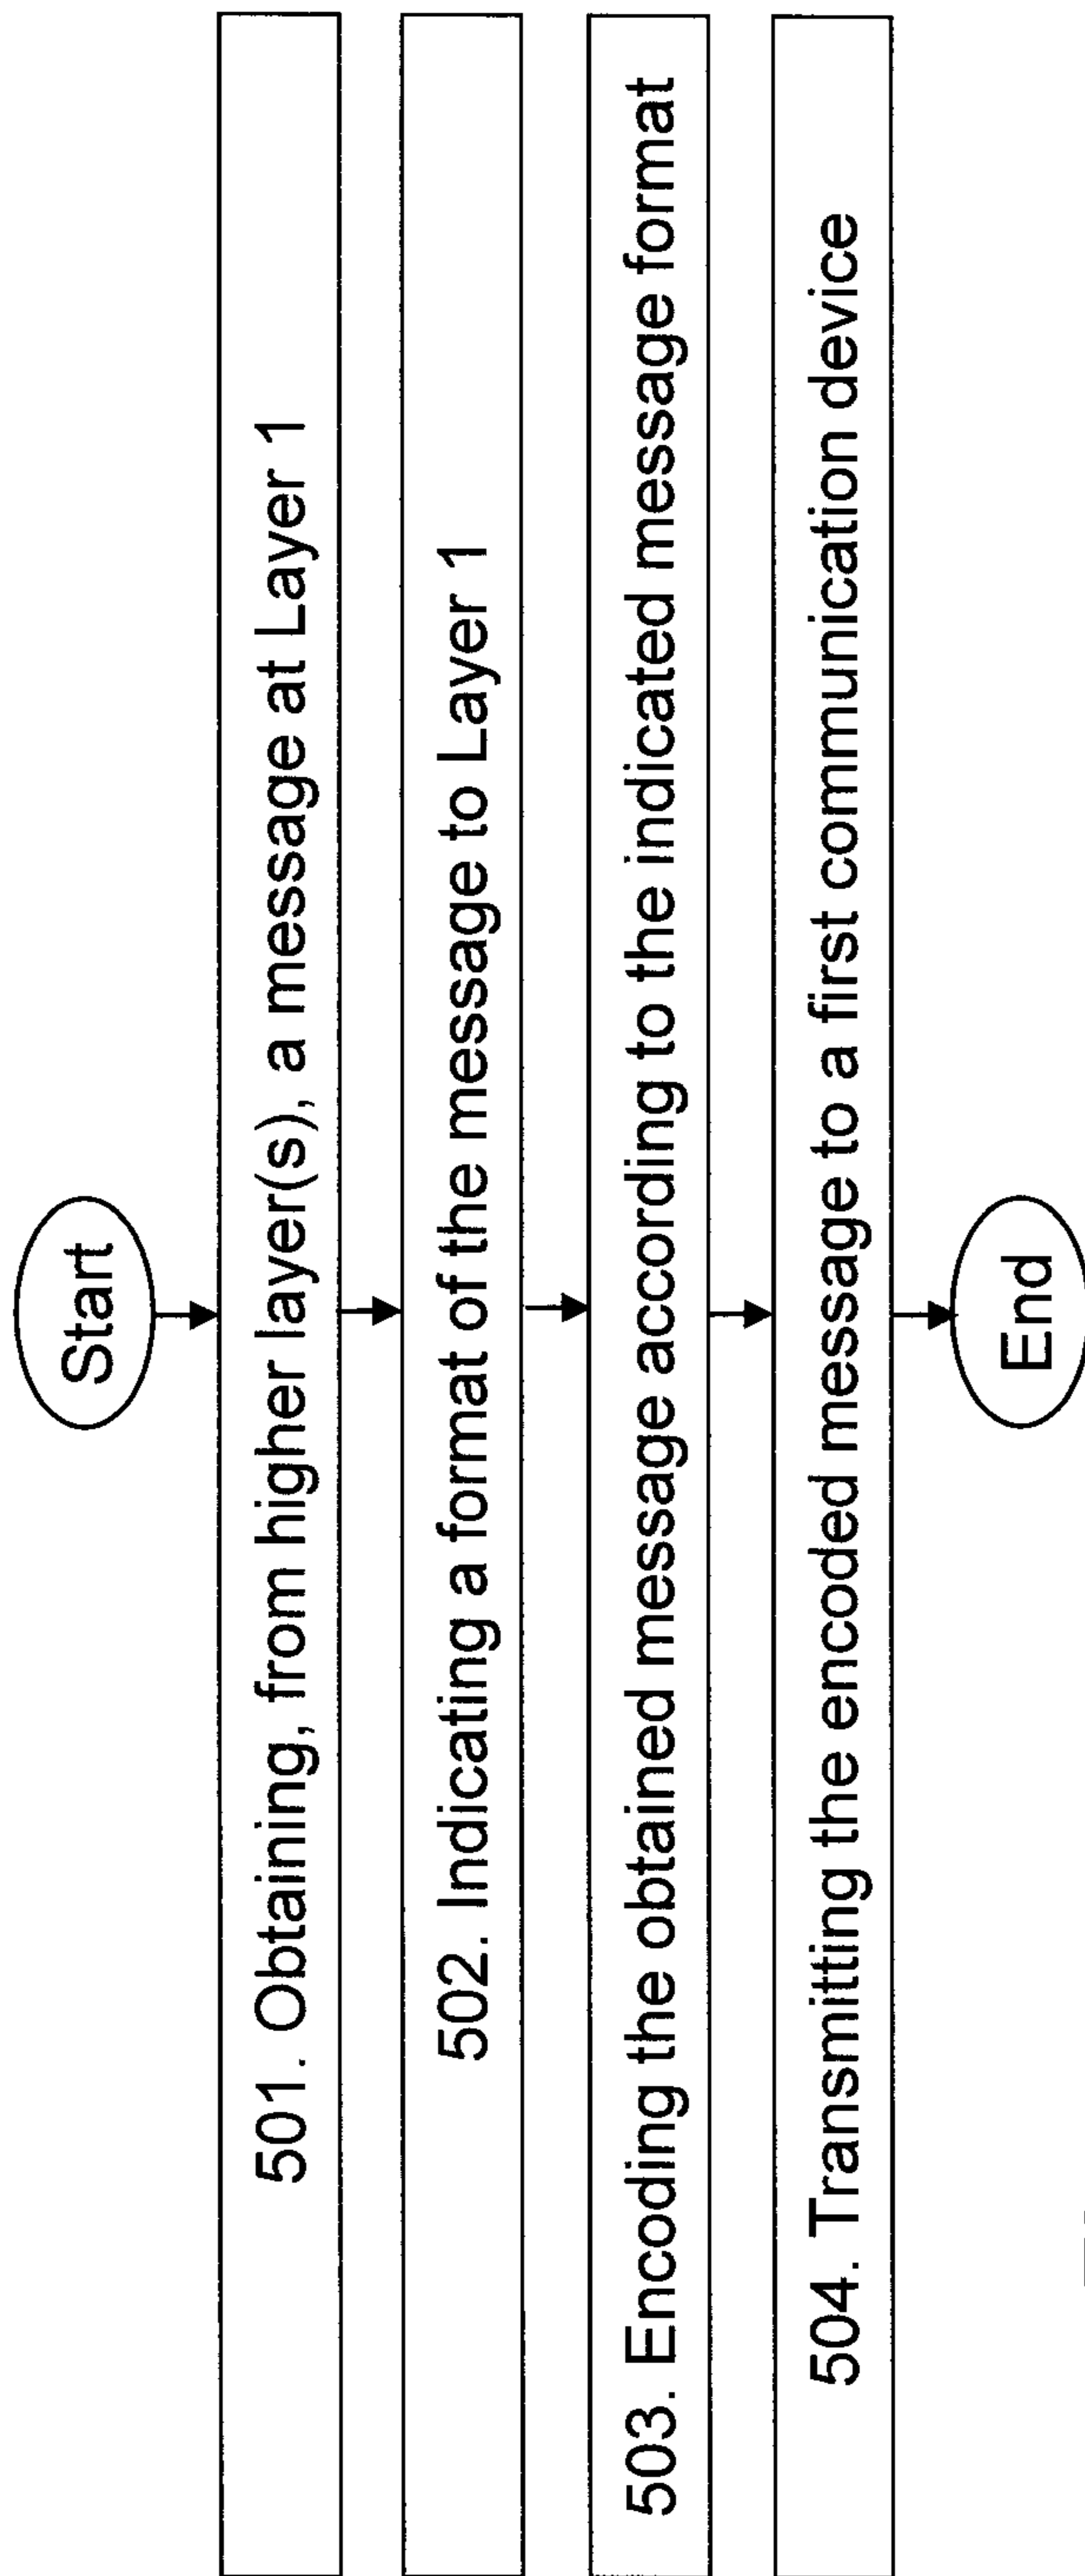 Start
501. Obtaining, from higher layer(s), a message at Layer 1
502. Indicating a format of the message to Layer 1
503. Encoding the obtained message according to the indicated message format
504. Transmitting the encoded message to a first communication device
End